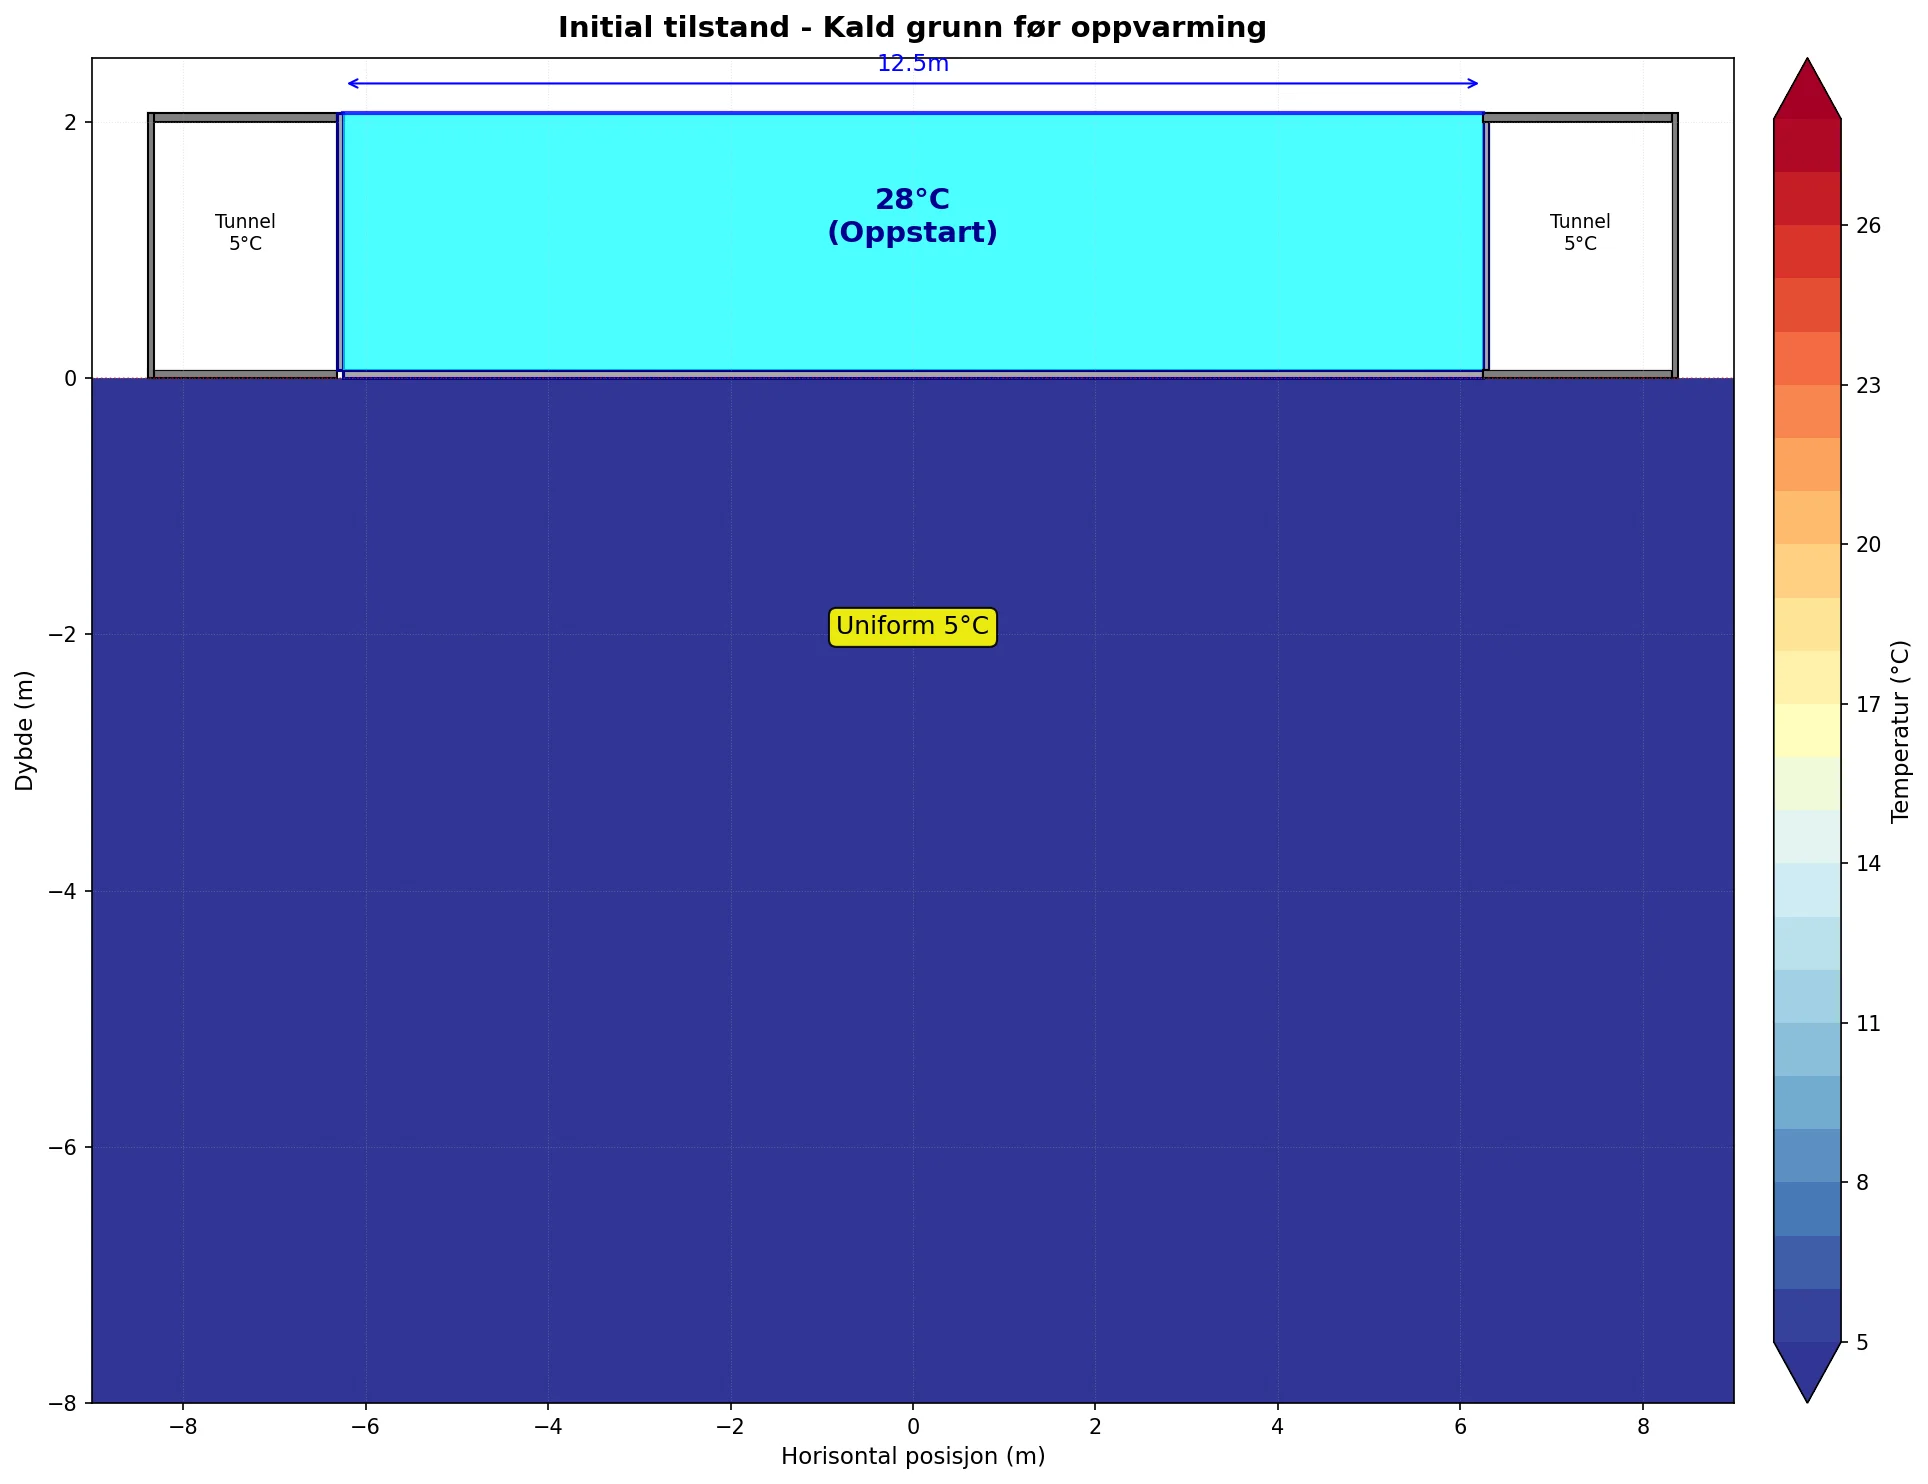 Initial tilstand - Kald grunn før oppvarming
12.5m
28°C
(Oppstart)
Tunnel
5°C
Tunnel
5°C
Uniform 5°C
2
0
−2
−4
−6
−8
Dybde (m)
−8
−6
−4
−2
0
2
4
6
8
Horisontal posisjon (m)
26
23
20
17
14
11
8
5
Temperatur (°C)